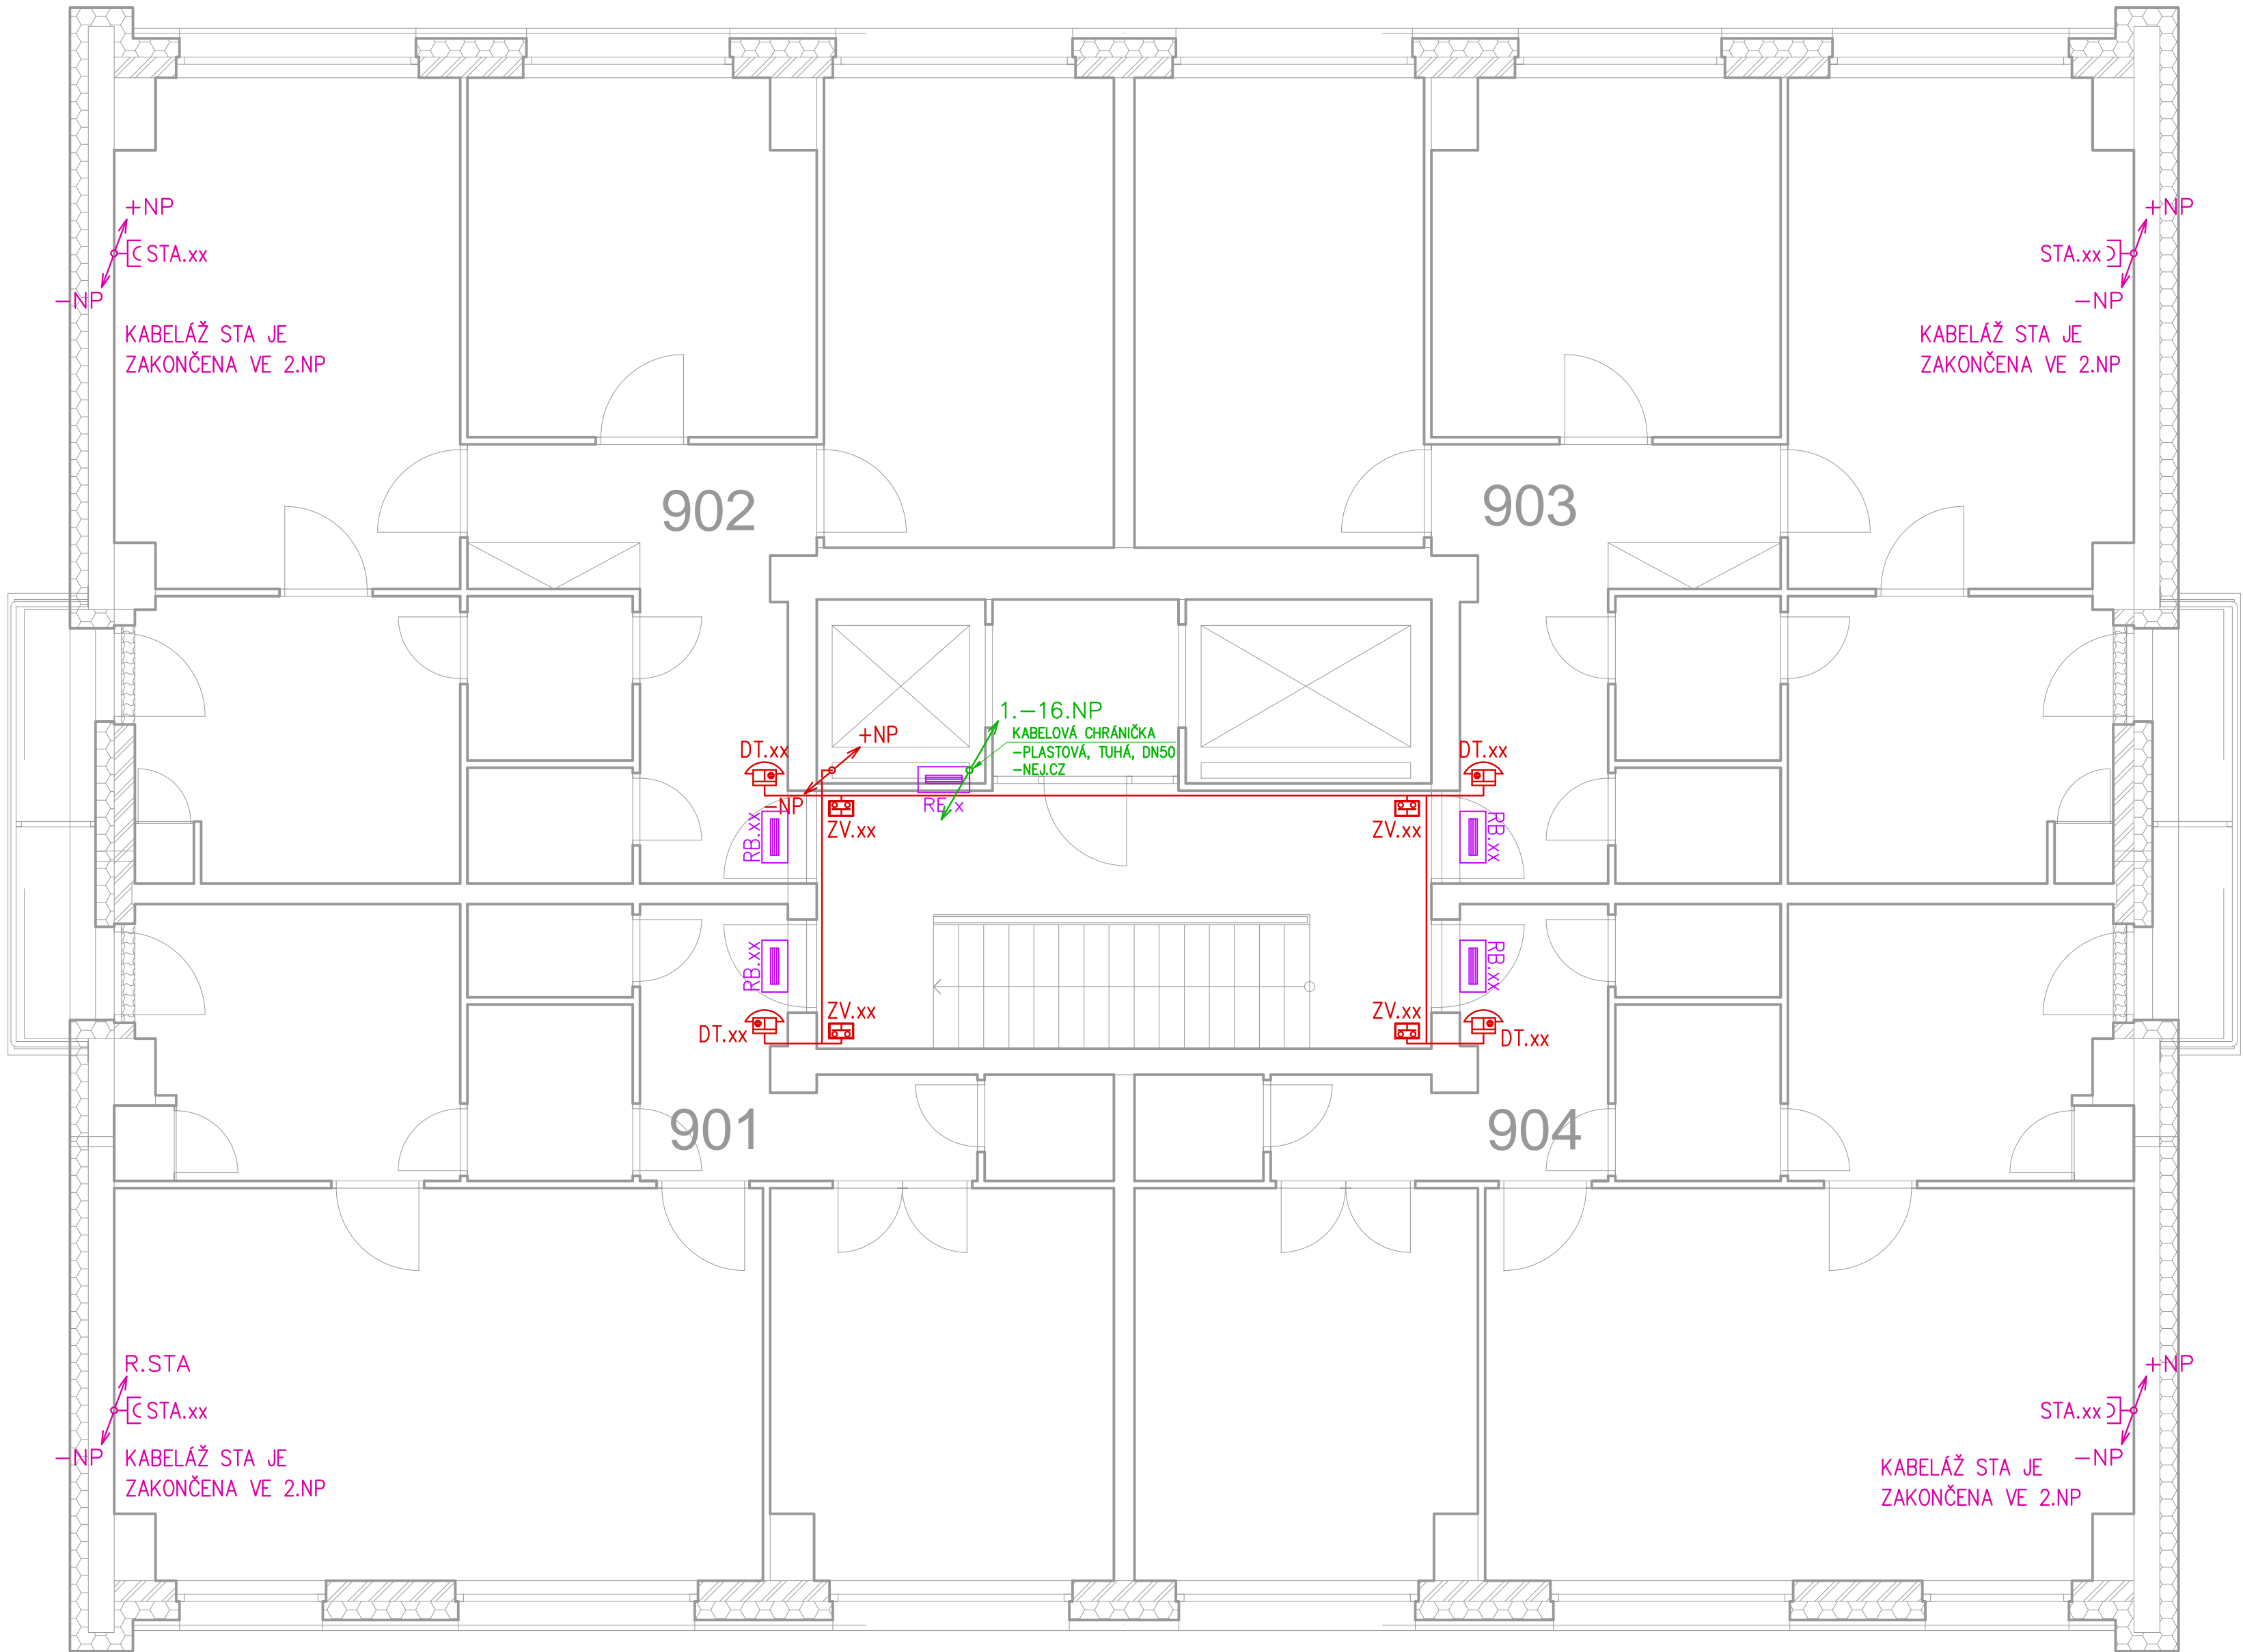 +NP
STA.xx
-NP
KABELÁŽ STA JE
ZAKONČENA VE 2.NP
+NP
STA.xx
-NP
KABELÁŽ STA JE
ZAKONČENA VE 2.NP
902
903
1.-16.NP
KABELOVÁ CHRÁNIČKA
-PLASTOVÁ, TUHÁ, DN50
-NEJ.CZ
+NP
DT.xx
DT.xx
-NP
RE.x
ZV.xx
ZV.xx
RB.xx
RB.xx
RB.xx
RB.xx
ZV.xx
ZV.xx
DT.xx
DT.xx
901
904
R.STA
STA.xx
-NP
KABELÁŽ STA JE
ZAKONČENA VE 2.NP
+NP
STA.xx
-NP
KABELÁŽ STA JE
ZAKONČENA VE 2.NP